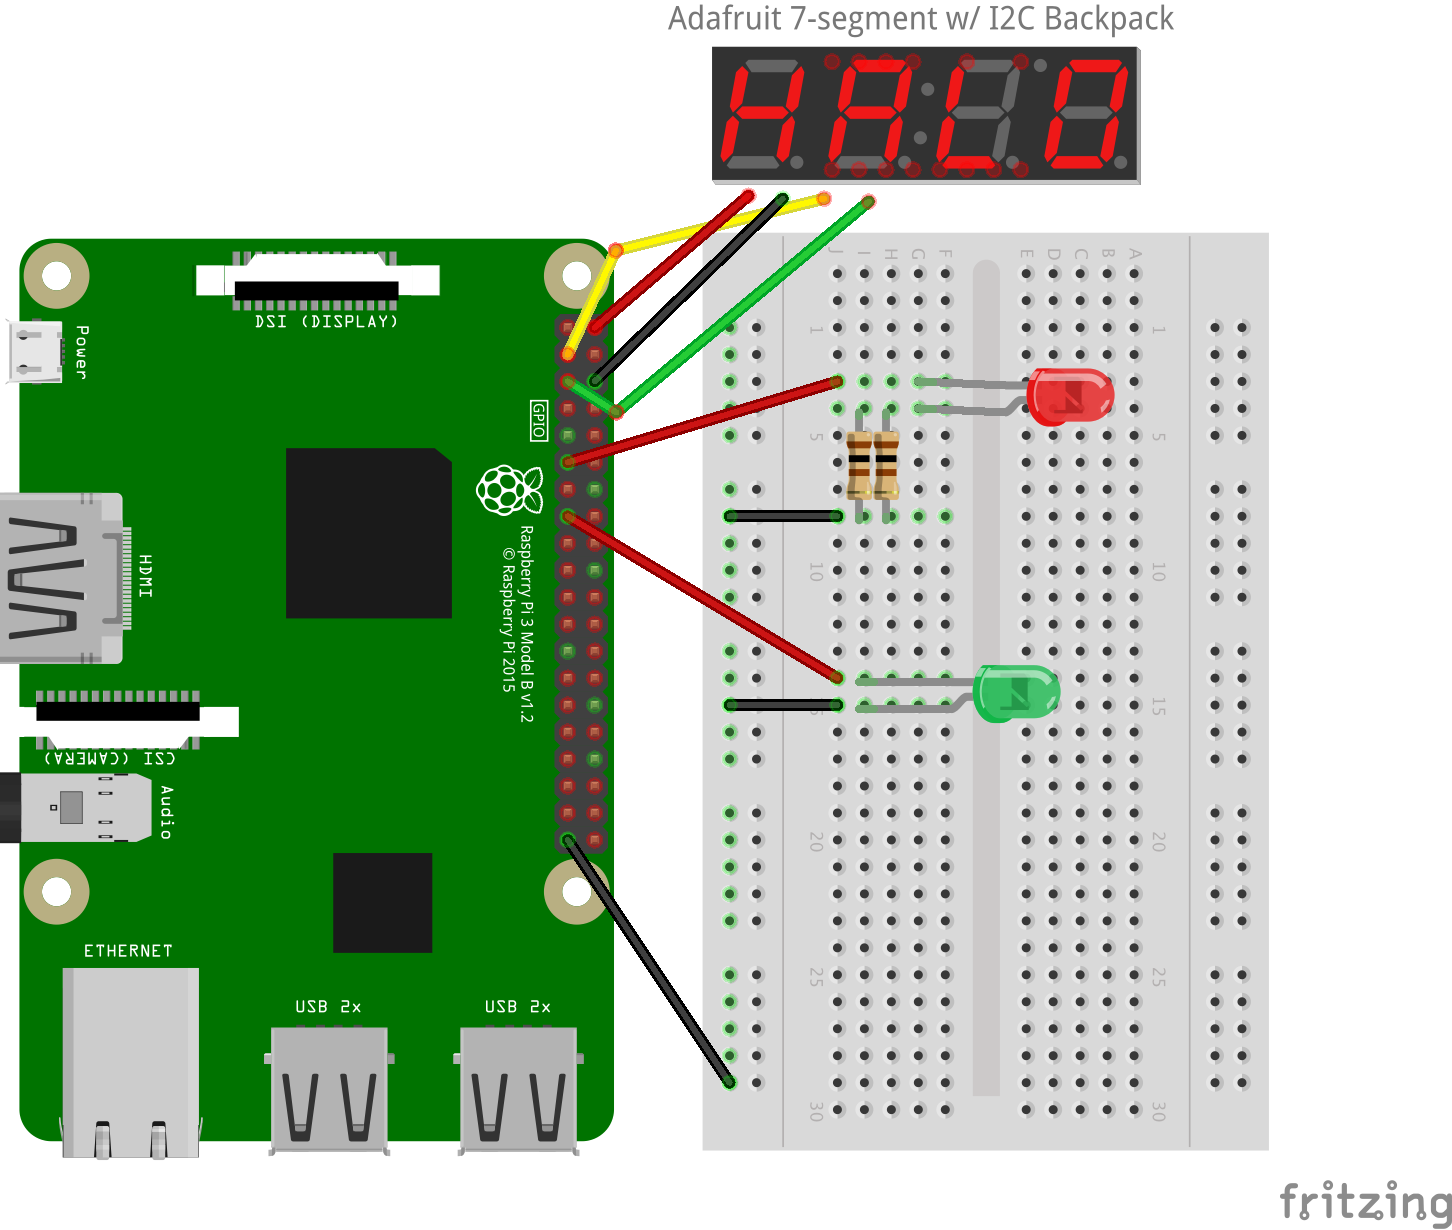 Adafruit 7-segment w/ I2C Backpack
HALO
DSI (DISPLAY)
Power
GPIO
HDMI
Raspberry Pi 3 Model B v1.2
© Raspberry Pi 2015
CSI (CAMERA)
Audio
ETHERNET
USB 2x
USB 2x
J I H G F E D C B A
1 1
5 5
10 10
15 15
20 20
25 25
30 30
fritzing